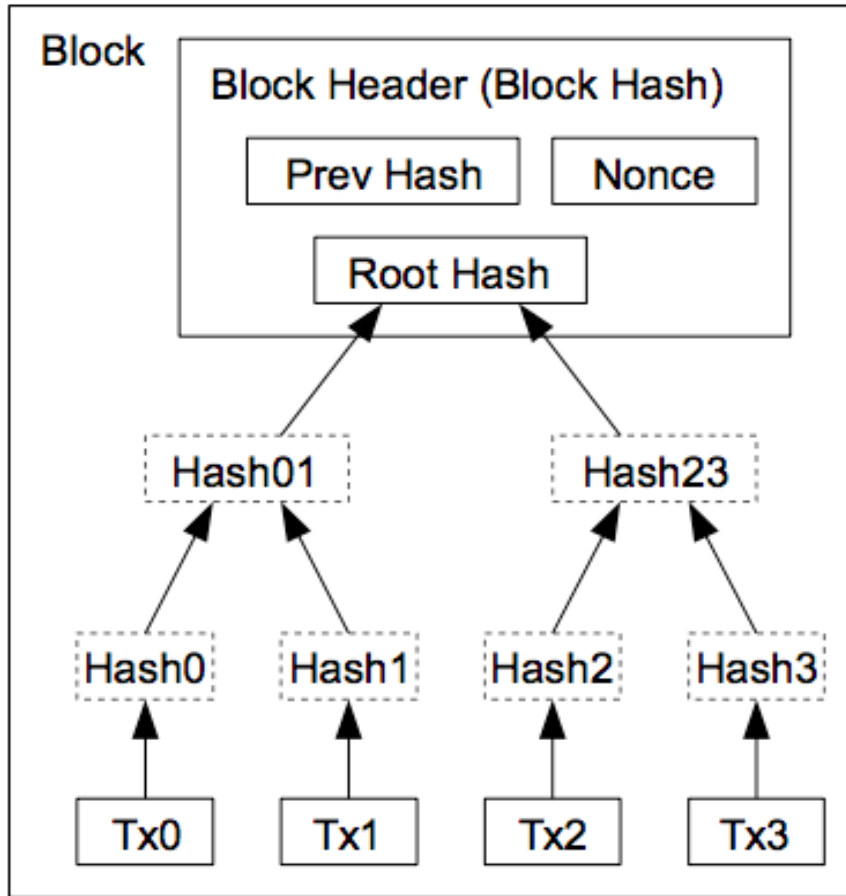 Block
Block Header (Block Hash)
Prev Hash
Nonce
Root Hash
Hash01
Hash23
Hash0
Hash1
Hash2
Hash3
Tx0
Tx1
Tx2
Tx3